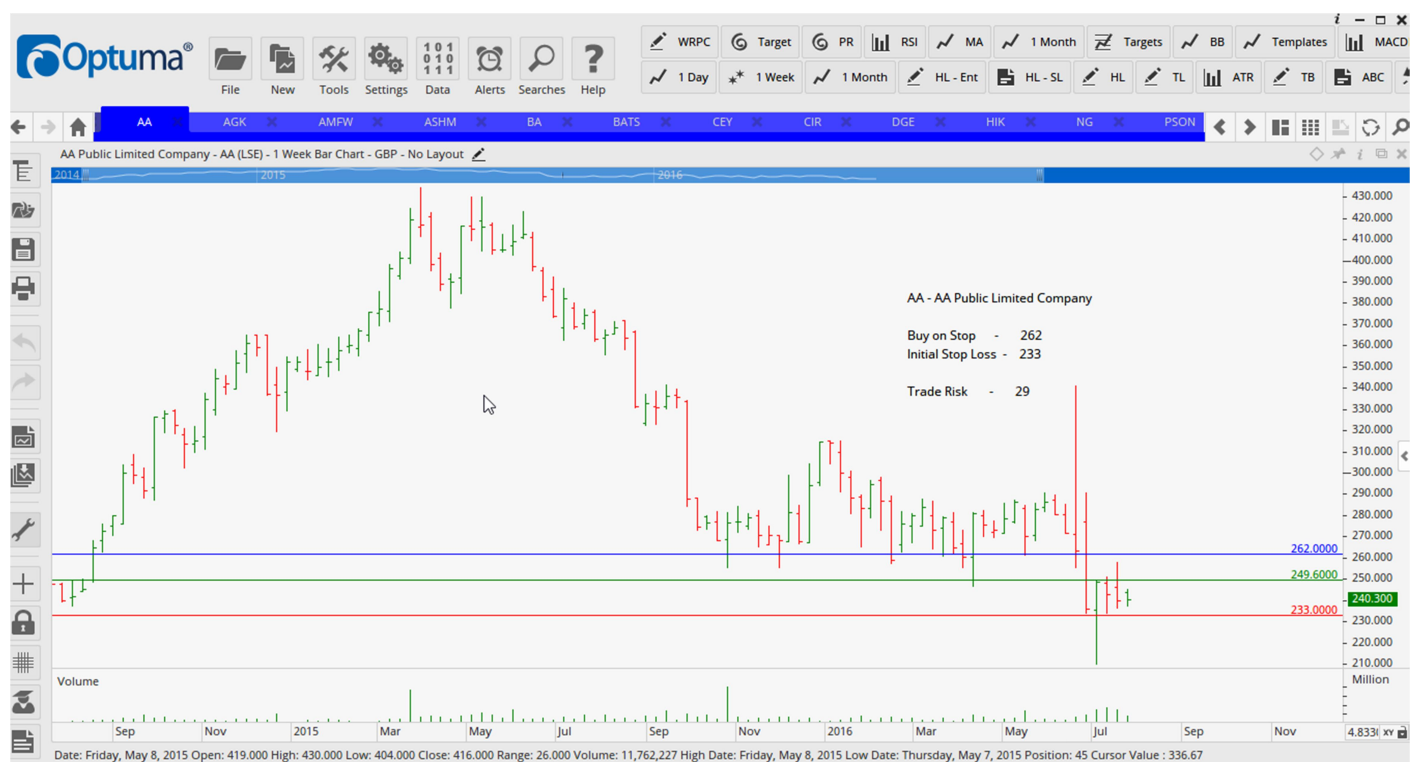 Optuma®
File New Tools Settings Data Alerts Searches Help
WRPC Target PR RSI MA 1 Month Targets BB Templates MACD
1 Day 1 Week 1 Month HL - Ent HL - SL HL TL ATR TB ABC
AA AGK AMFW ASHM BA BATS CEY CIR DGE HIK NG PSON
AA Public Limited Company - AA (LSE) - 1 Week Bar Chart - GBP - No Layout
2014 2015 2016
430.000
420.000
410.000
400.000
390.000
380.000
370.000
360.000
350.000
340.000
330.000
320.000
310.000
300.000
290.000
280.000
270.000
260.000
250.000
240.300
230.000
220.000
210.000
AA - AA Public Limited Company
Buy on Stop - 262
Initial Stop Loss - 233
Trade Risk - 29
262.0000
249.6000
233.0000
Volume
Million
Sep Nov 2015 Mar May Jul Sep Nov 2016 Mar May Jul Sep Nov
XY
Date: Friday, May 8, 2015 Open: 419.000 High: 430.000 Low: 404.000 Close: 416.000 Range: 26.000 Volume: 11,762,227 High Date: Friday, May 8, 2015 Low Date: Thursday, May 7, 2015 Position: 45 Cursor Value : 336.67